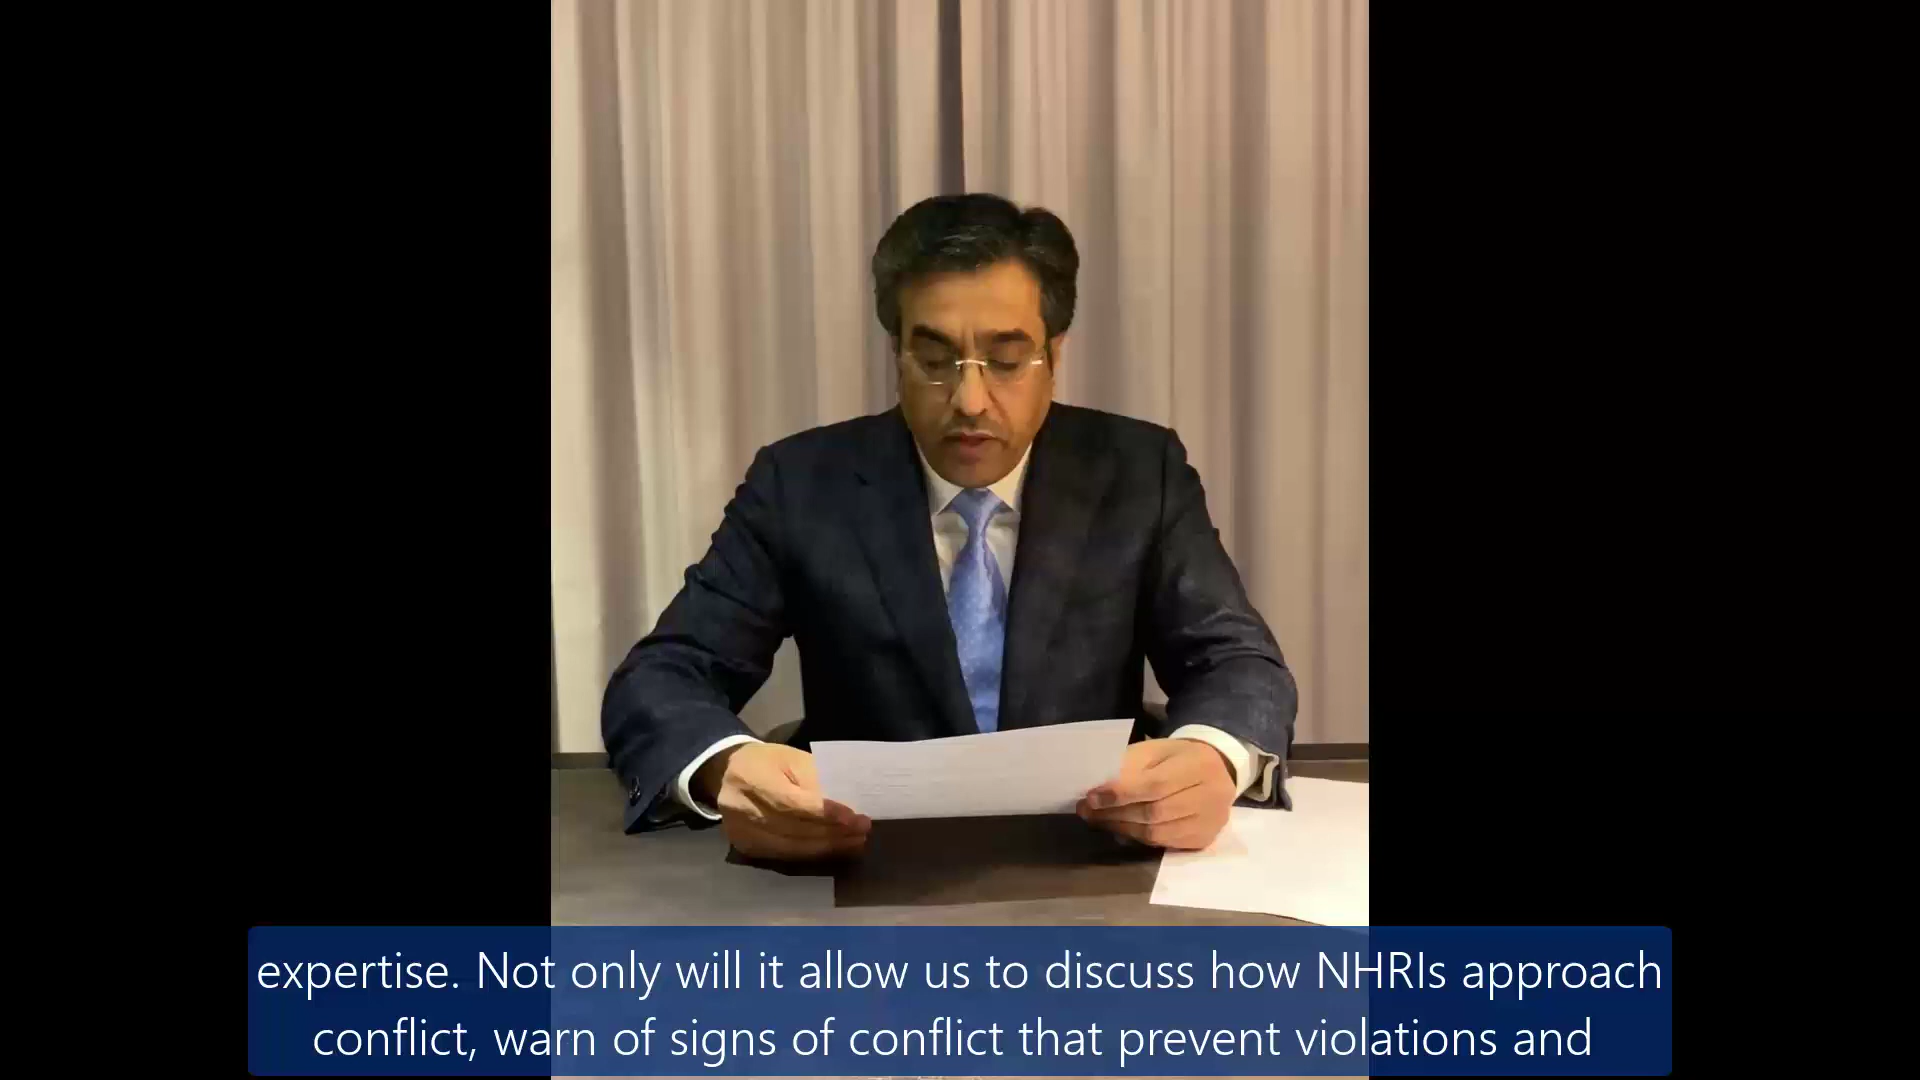 expertise. Not only will it allow us to discuss how NHRIs approach
conflict, warn of signs of conflict that prevent violations and